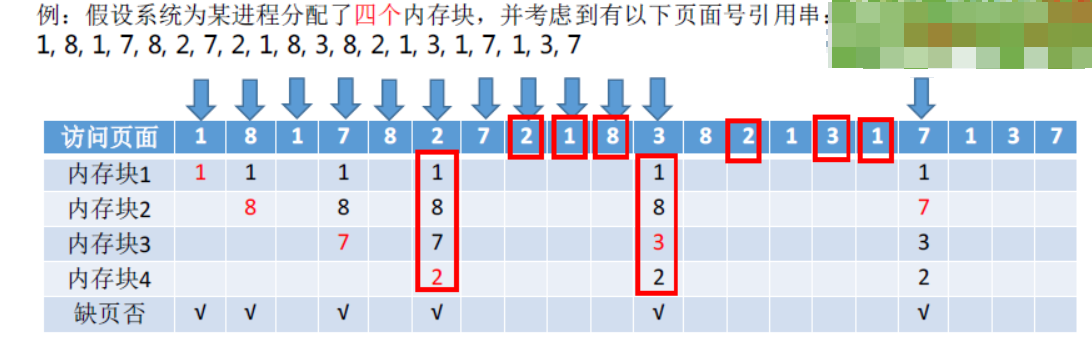 例：假设系统为某进程分配了四个内存块，并考虑到有以下页面号引用串：
1, 8, 1, 7, 8, 2, 7, 2, 1, 8, 3, 8, 2, 1, 3, 1, 7, 1, 3, 7
访问页面 1 8 1 7 8 2 7 2 1 8 3 8 2 1 3 1 7 1 3 7
内存块1 1 1 1 1 1 1
内存块2 8 8 8 8 7
内存块3 7 7 3 3
内存块4 2 2 2
缺页否 √ √ √ √ √ √